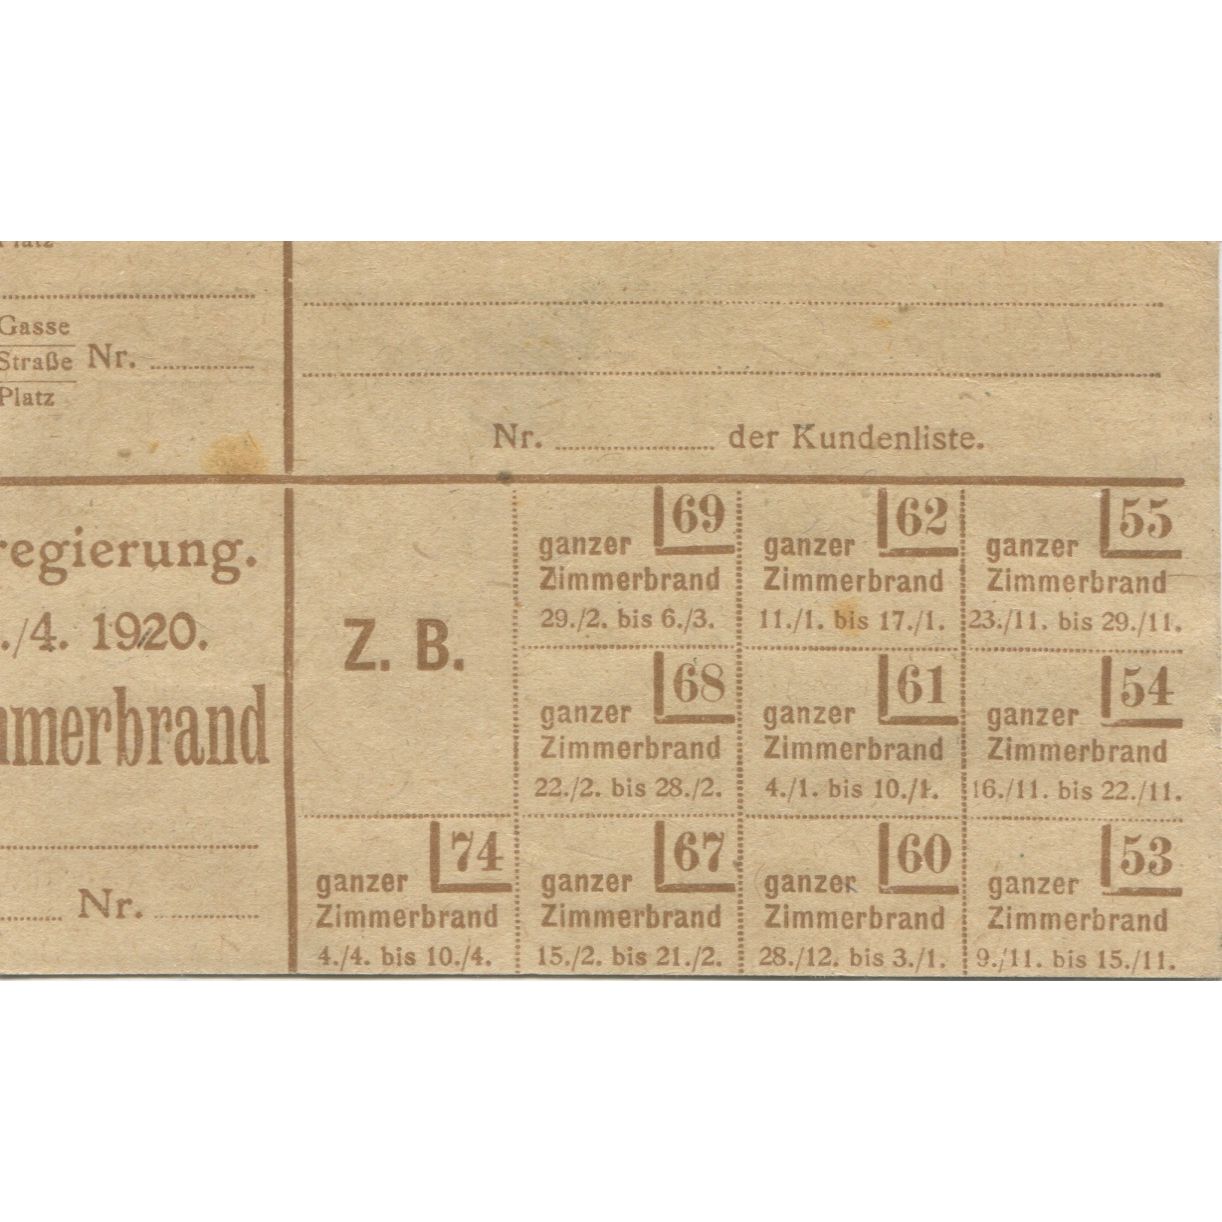 Platz
Gasse
Straße Nr.
Platz
Nr. der Kundenliste.
regierung.
./4. 1920.
mmerbrand
Nr.
Z. B.
69
ganzer
Zimmerbrand
29./2. bis 6./3.
62
ganzer
Zimmerbrand
11./1. bis 17./1.
55
ganzer
Zimmerbrand
23./11. bis 29./11.
68
ganzer
Zimmerbrand
22./2. bis 28./2.
61
ganzer
Zimmerbrand
4./1. bis 10./1.
54
ganzer
Zimmerbrand
16./11. bis 22./11.
74
ganzer
Zimmerbrand
4./4. bis 10./4.
67
ganzer
Zimmerbrand
15./2. bis 21./2.
60
ganzer
Zimmerbrand
28./12. bis 3./1.
53
ganzer
Zimmerbrand
9./11. bis 15./11.